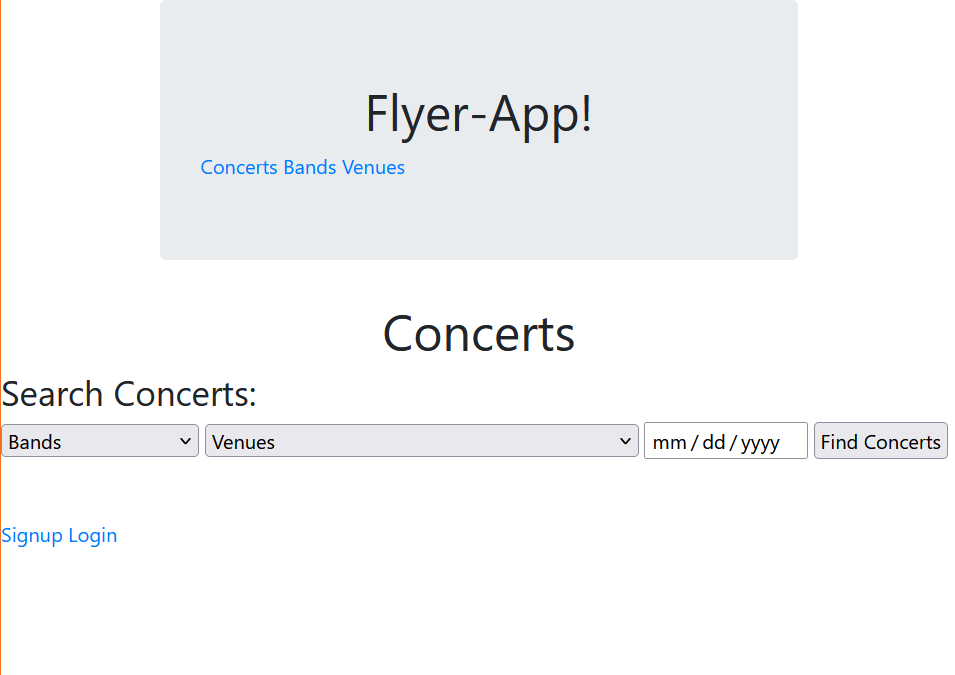 Flyer-App!
Concerts Bands Venues
Concerts
Search Concerts:
Bands Venues mm / dd / yyyy Find Concerts
Signup Login